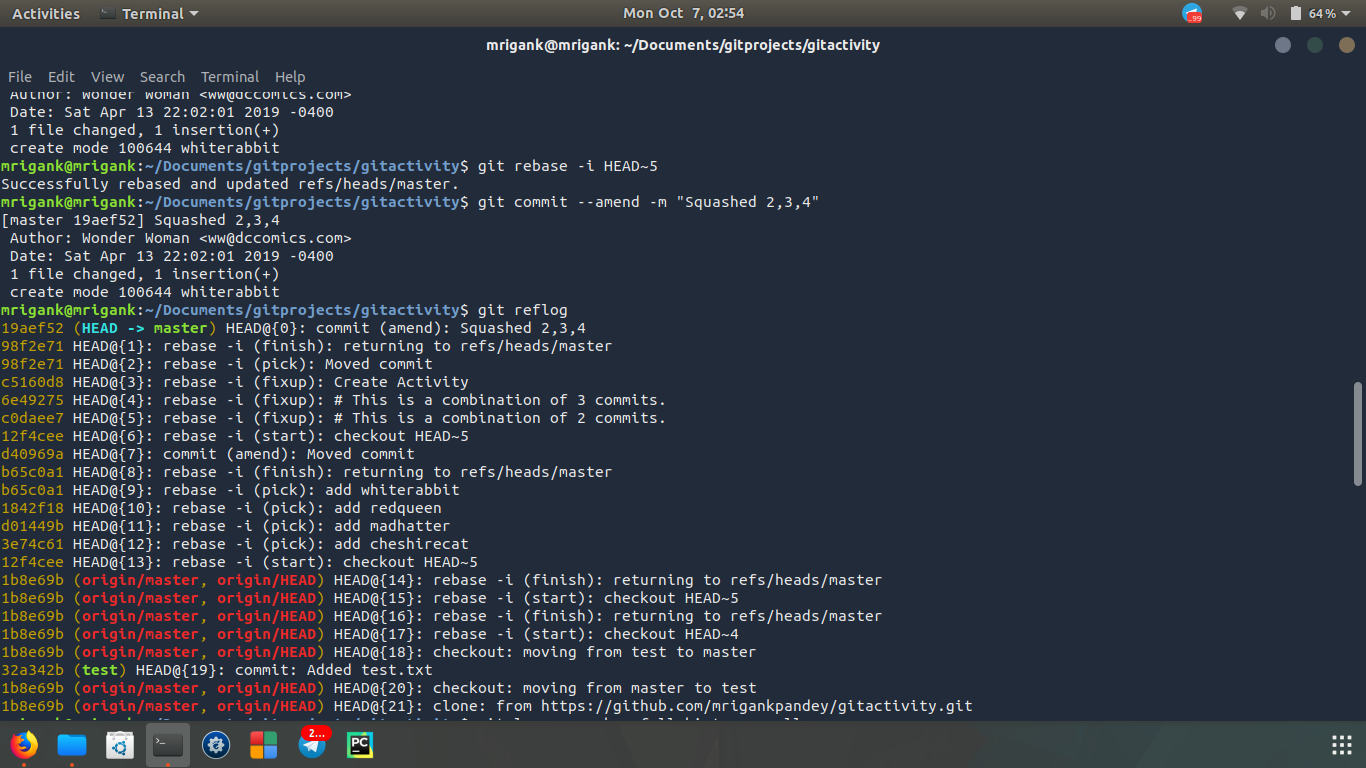 Activities Terminal Mon Oct 7, 02:54 ..99 64%
mrigank@mrigank: ~/Documents/gitprojects/gitactivity
File Edit View Search Terminal Help
Author: Wonder Woman <ww@dccomics.com>
Date: Sat Apr 13 22:02:01 2019 -0400
1 file changed, 1 insertion(+)
create mode 100644 whiterabbit
mrigank@mrigank:~/Documents/gitprojects/gitactivity$ git rebase -i HEAD~5
Successfully rebased and updated refs/heads/master.
mrigank@mrigank:~/Documents/gitprojects/gitactivity$ git commit --amend -m "Squashed 2,3,4"
[master 19aef52] Squashed 2,3,4
Author: Wonder Woman <ww@dccomics.com>
Date: Sat Apr 13 22:02:01 2019 -0400
1 file changed, 1 insertion(+)
create mode 100644 whiterabbit
mrigank@mrigank:~/Documents/gitprojects/gitactivity$ git reflog
19aef52 (HEAD -> master) HEAD@{0}: commit (amend): Squashed 2,3,4
98f2e71 HEAD@{1}: rebase -i (finish): returning to refs/heads/master
98f2e71 HEAD@{2}: rebase -i (pick): Moved commit
c5160d8 HEAD@{3}: rebase -i (fixup): Create Activity
6e49275 HEAD@{4}: rebase -i (fixup): # This is a combination of 3 commits.
c0daee7 HEAD@{5}: rebase -i (fixup): # This is a combination of 2 commits.
12f4cee HEAD@{6}: rebase -i (start): checkout HEAD~5
d40969a HEAD@{7}: commit (amend): Moved commit
b65c0a1 HEAD@{8}: rebase -i (finish): returning to refs/heads/master
b65c0a1 HEAD@{9}: rebase -i (pick): add whiterabbit
1842f18 HEAD@{10}: rebase -i (pick): add redqueen
d01449b HEAD@{11}: rebase -i (pick): add madhatter
3e74c61 HEAD@{12}: rebase -i (pick): add cheshirecat
12f4cee HEAD@{13}: rebase -i (start): checkout HEAD~5
1b8e69b (origin/master, origin/HEAD) HEAD@{14}: rebase -i (finish): returning to refs/heads/master
1b8e69b (origin/master, origin/HEAD) HEAD@{15}: rebase -i (start): checkout HEAD~5
1b8e69b (origin/master, origin/HEAD) HEAD@{16}: rebase -i (finish): returning to refs/heads/master
1b8e69b (origin/master, origin/HEAD) HEAD@{17}: rebase -i (start): checkout HEAD~4
1b8e69b (origin/master, origin/HEAD) HEAD@{18}: checkout: moving from test to master
32a342b (test) HEAD@{19}: commit: Added test.txt
1b8e69b (origin/master, origin/HEAD) HEAD@{20}: checkout: moving from master to test
1b8e69b (origin/master, origin/HEAD) HEAD@{21}: clone: from https://github.com/mrigankpandey/gitactivity.git
2...
PC